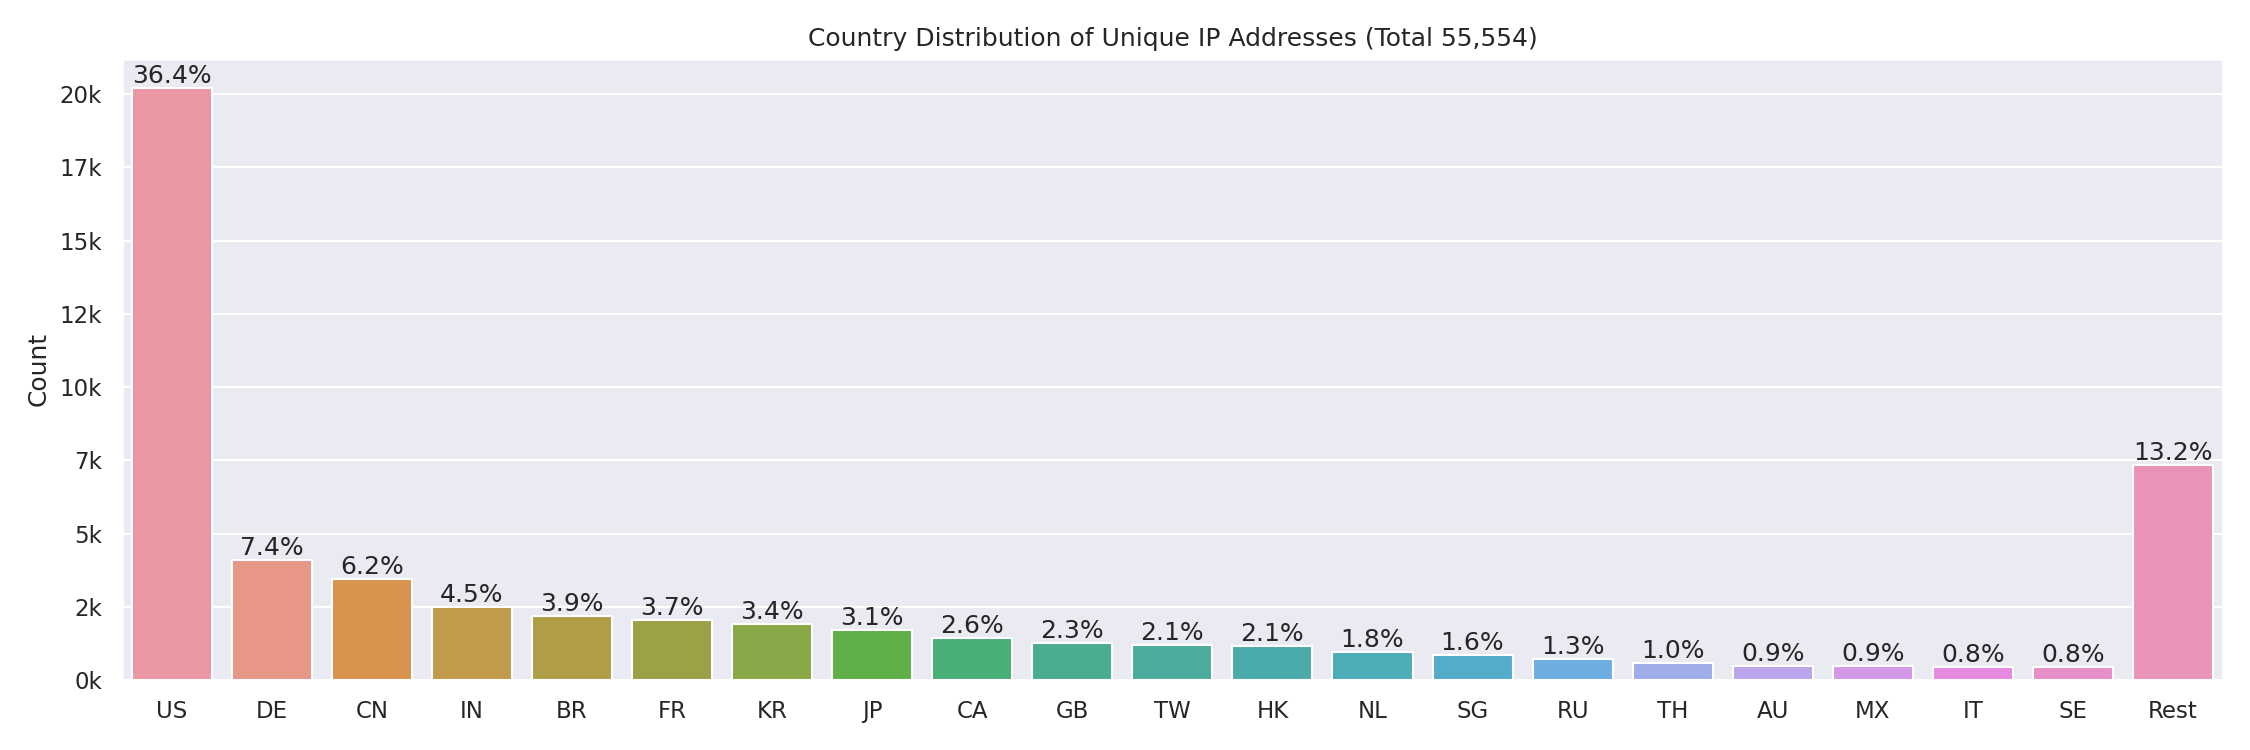 Country Distribution of Unique IP Addresses (Total 55,554)
Count
20k
17k
15k
12k
10k
7k
5k
2k
0k
36.4%
7.4%
6.2%
4.5%
3.9%
3.7%
3.4%
3.1%
2.6%
2.3%
2.1%
2.1%
1.8%
1.6%
1.3%
1.0%
0.9%
0.9%
0.8%
0.8%
13.2%
US DE CN IN BR FR KR JP CA GB TW HK NL SG RU TH AU MX IT SE Rest